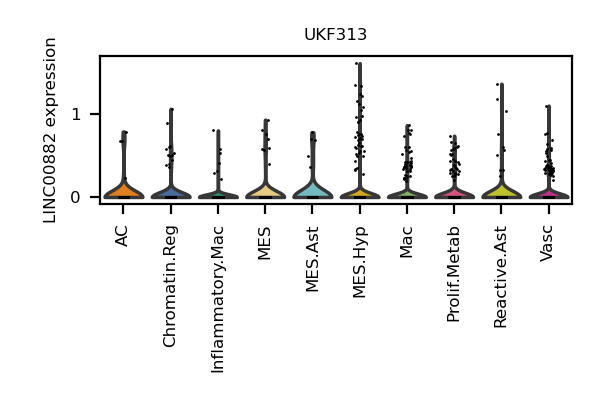 UKF313
LINC00882 expression
1
0
AC
Chromatin.Reg
Inflammatory.Mac
MES
MES.Ast
MES.Hyp
Mac
Prolif.Metab
Reactive.Ast
Vasc